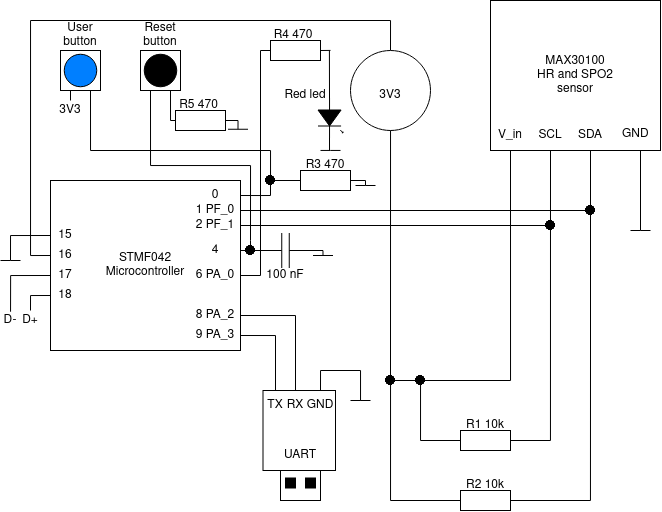 User
button
Reset
button
3V3
R5 470
R4 470
Red led
3V3
MAX30100
HR and SPO2
sensor
V_in
SCL
SDA
GND
R3 470
0
1 PF_0
2 PF_1
4
6 PA_0
8 PA_2
9 PA_3
STMF042
Microcontroller
15
16
17
18
D-
D+
100 nF
TX RX GND
UART
R1 10k
R2 10k